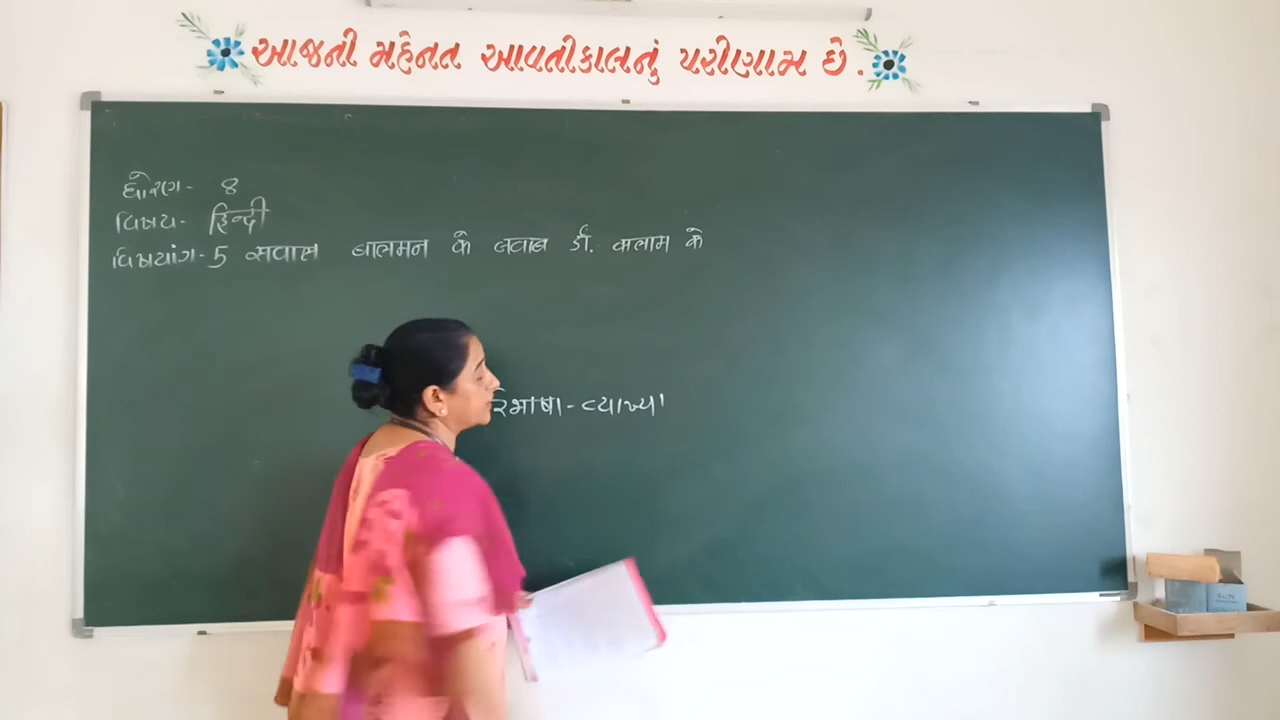 આજની મહેનત આવતીકાલનું પરીણામ છે.
ધોરણ- 8
વિષય- हिन्दी
વિષયાંગ- 5 सवाल बालमन के जवाब डॉ. कलाम के
रिभाषा - व्याख्या